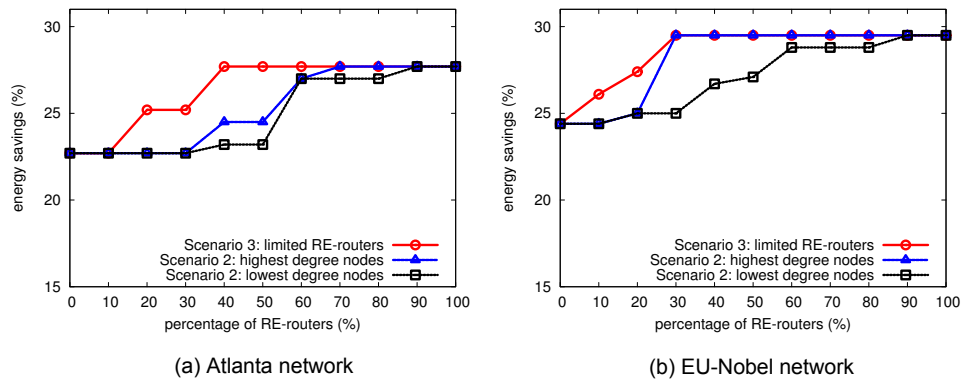 30
25
20
15
energy savings (%)
Scenario 3: limited RE-routers
Scenario 2: highest degree nodes
Scenario 2: lowest degree nodes
0 10 20 30 40 50 60 70 80 90 100
percentage of RE-routers (%)
(a) Atlanta network
30
25
20
15
energy savings (%)
Scenario 3: limited RE-routers
Scenario 2: highest degree nodes
Scenario 2: lowest degree nodes
0 10 20 30 40 50 60 70 80 90 100
percentage of RE-routers (%)
(b) EU-Nobel network